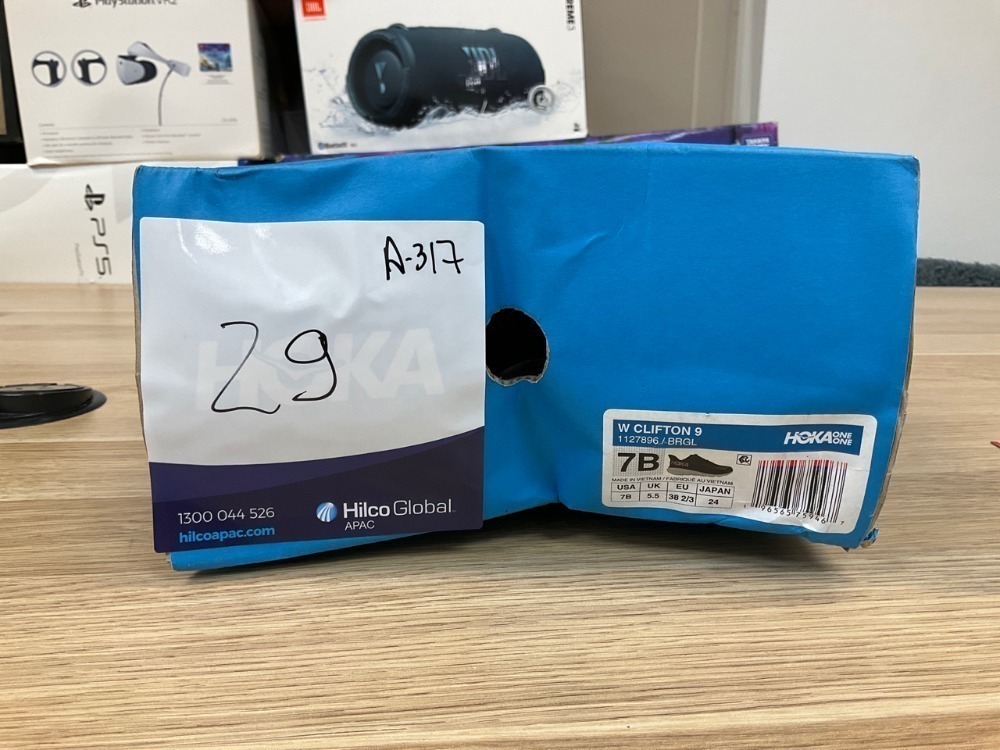 PlayStation VR2
JBL
Bluetooth
PS5
A-317
29
HOKA
1300 044 526
hilcoapac.com
Hilco Global
APAC
W CLIFTON 9
1127896 / BRGL
HOKA ONE ONE
7B
MADE IN VIETNAM / FABRIQUÉ AU VIETNAM
USA UK EU JAPAN
7B 5.5 38 2/3 24